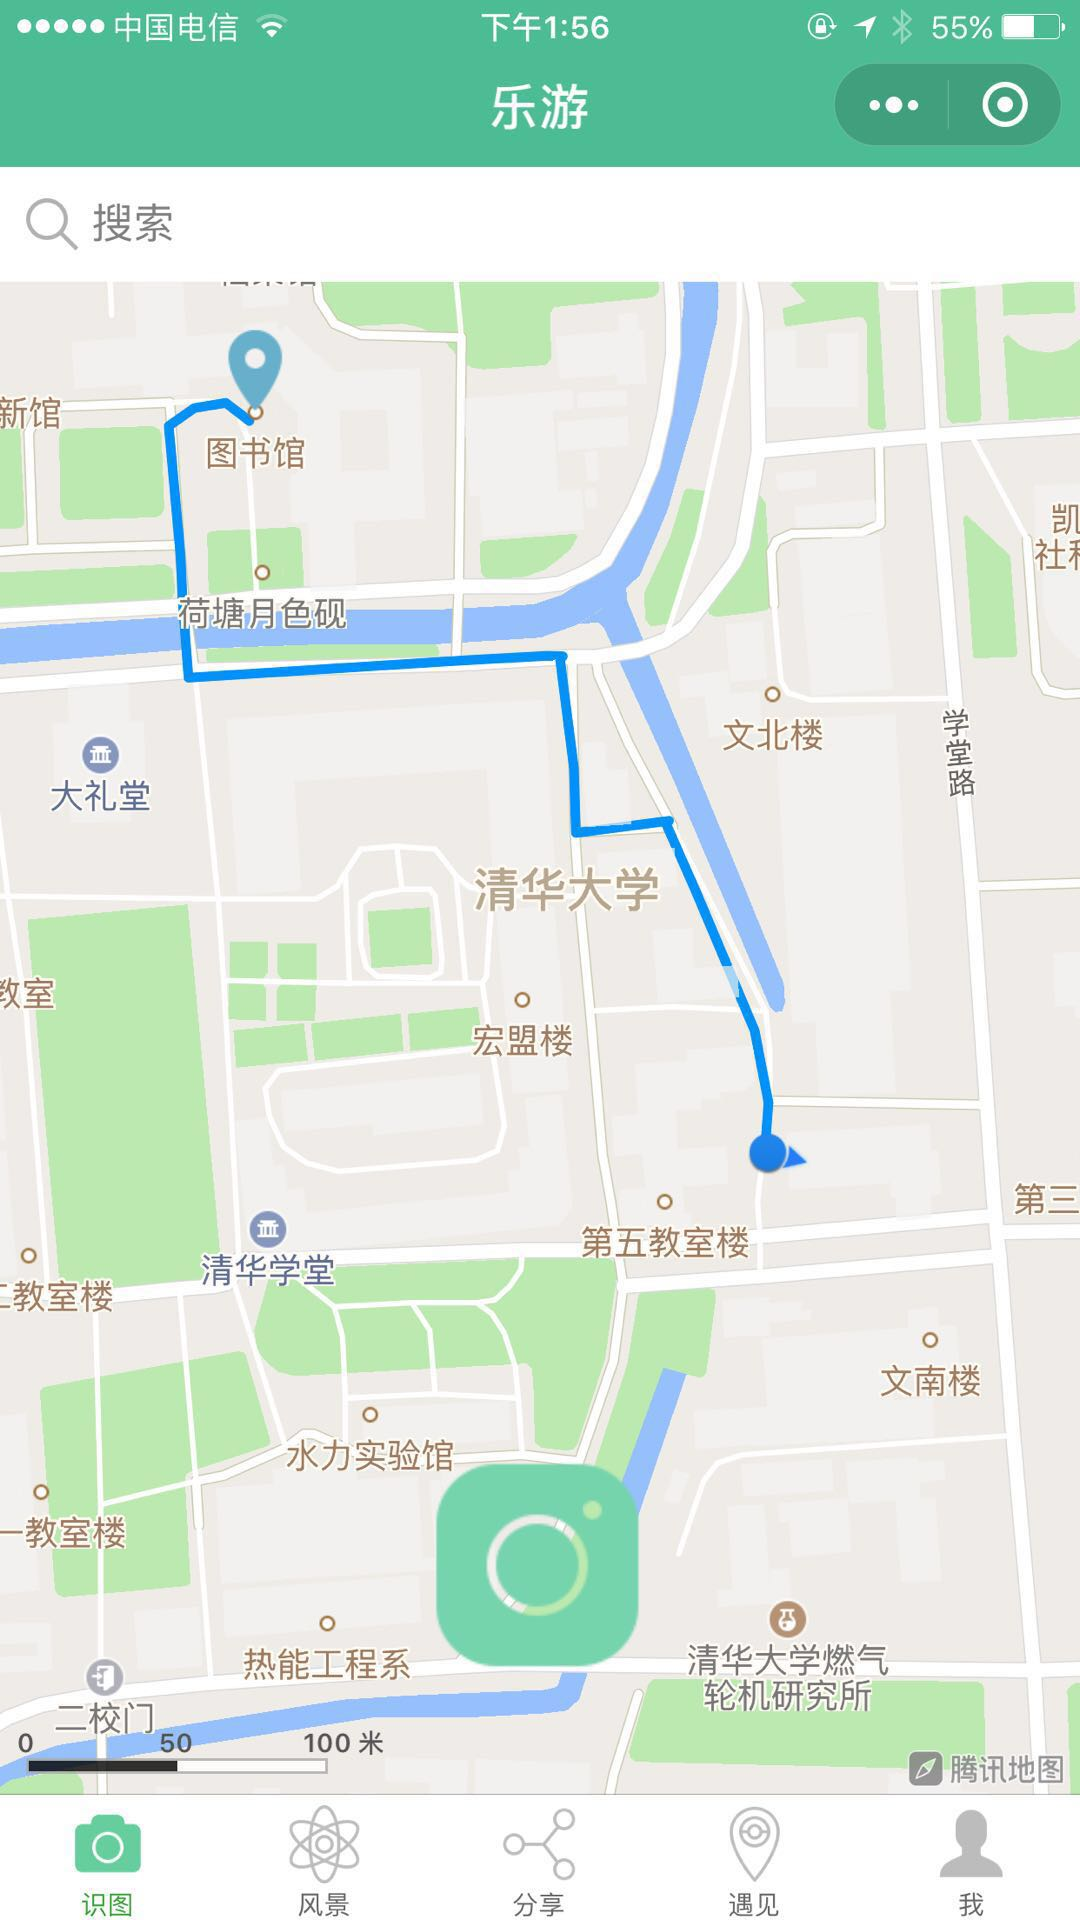 中国电信
下午1:56
55%
乐游
搜索
新馆
图书馆
荷塘月色砚
凯
社科
文北楼
学堂路
大礼堂
清华大学
教室
宏盟楼
第三
第五教室楼
清华学堂
二教室楼
文南楼
水力实验馆
一教室楼
清华大学燃气
轮机研究所
热能工程系
二校门
0 50 100 米
腾讯地图
识图
风景
分享
遇见
我